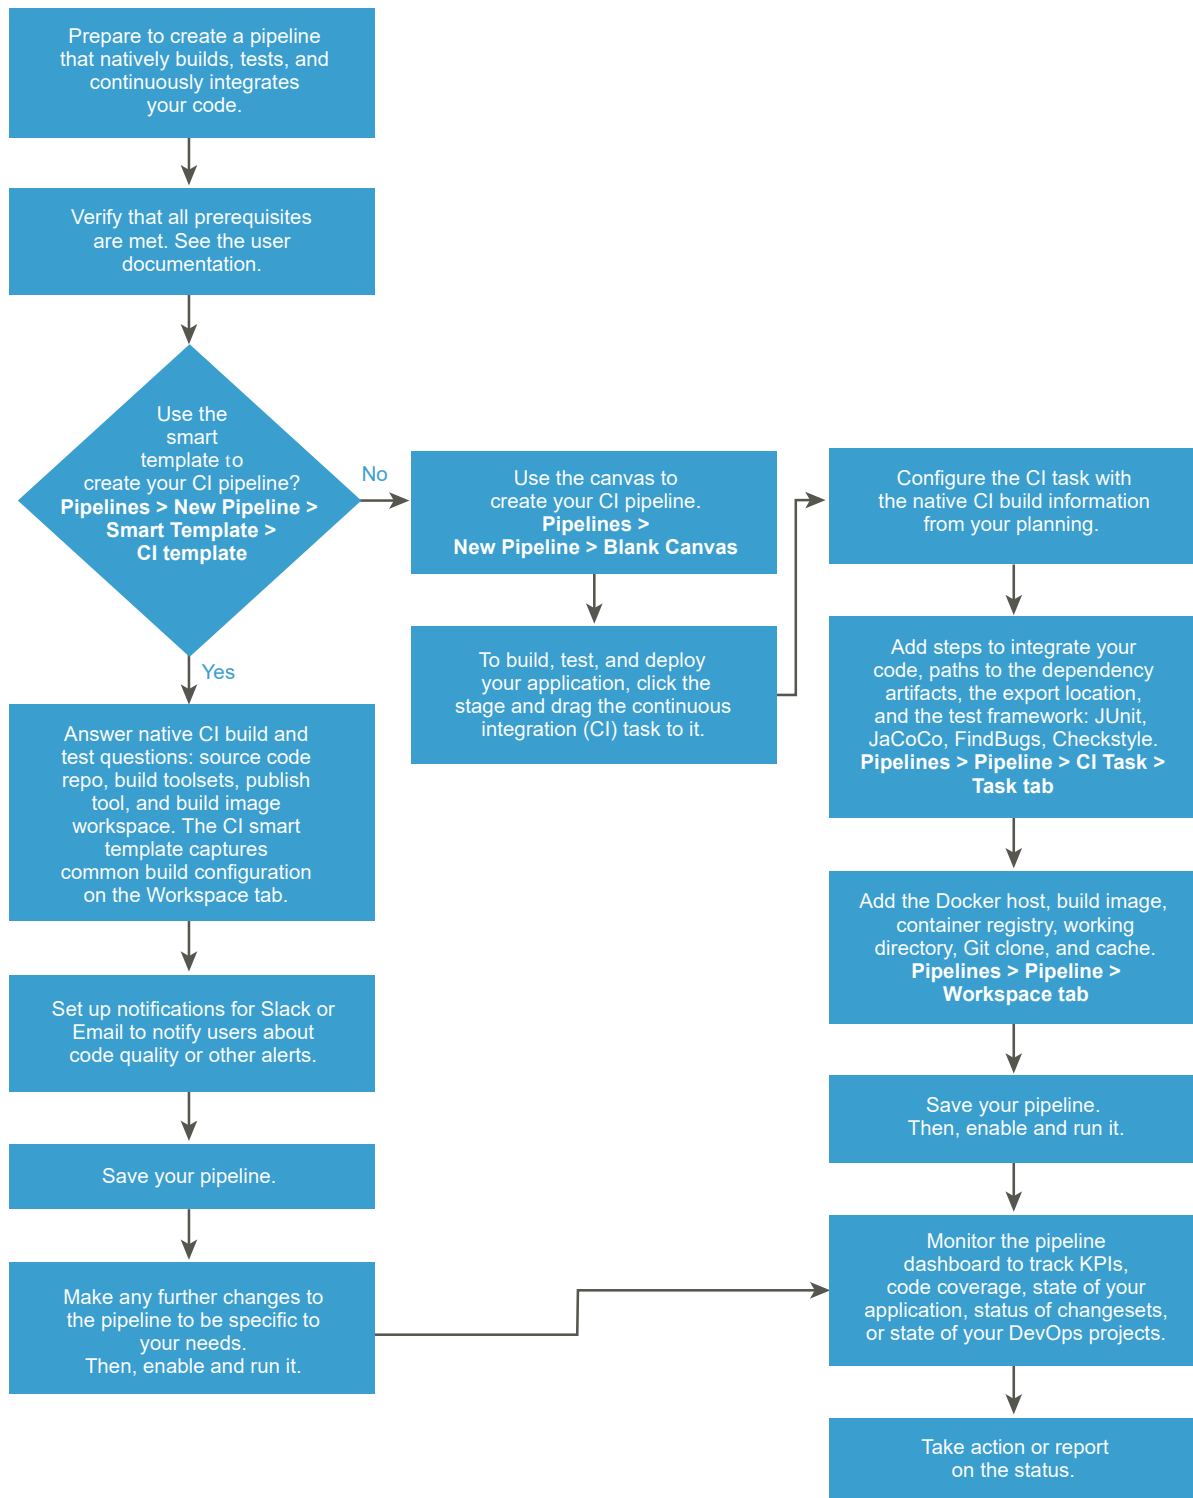 Prepare to create a pipeline
that natively builds, tests, and
continuously integrates
your code.
Verify that all prerequisites
are met. See the user
documentation.
Use the
smart
template to
create your CI pipeline?
Pipelines > New Pipeline >
Smart Template >
CI template
No
Yes
Use the canvas to
create your CI pipeline.
Pipelines >
New Pipeline > Blank Canvas
To build, test, and deploy
your application, click the
stage and drag the continuous
integration (CI) task to it.
Answer native CI build and
test questions: source code
repo, build toolsets, publish
tool, and build image
workspace. The CI smart
template captures
common build configuration
on the Workspace tab.
Set up notifications for Slack or
Email to notify users about
code quality or other alerts.
Save your pipeline.
Make any further changes to
the pipeline to be specific to
your needs.
Then, enable and run it.
Configure the CI task with
the native CI build information
from your planning.
Add steps to integrate your
code, paths to the dependency
artifacts, the export location,
and the test framework: JUnit,
JaCoCo, FindBugs, Checkstyle.
Pipelines > Pipeline > CI Task >
Task tab
Add the Docker host, build image,
container registry, working
directory, Git clone, and cache.
Pipelines > Pipeline >
Workspace tab
Save your pipeline.
Then, enable and run it.
Monitor the pipeline
dashboard to track KPIs,
code coverage, state of your
application, status of changesets,
or state of your DevOps projects.
Take action or report
on the status.